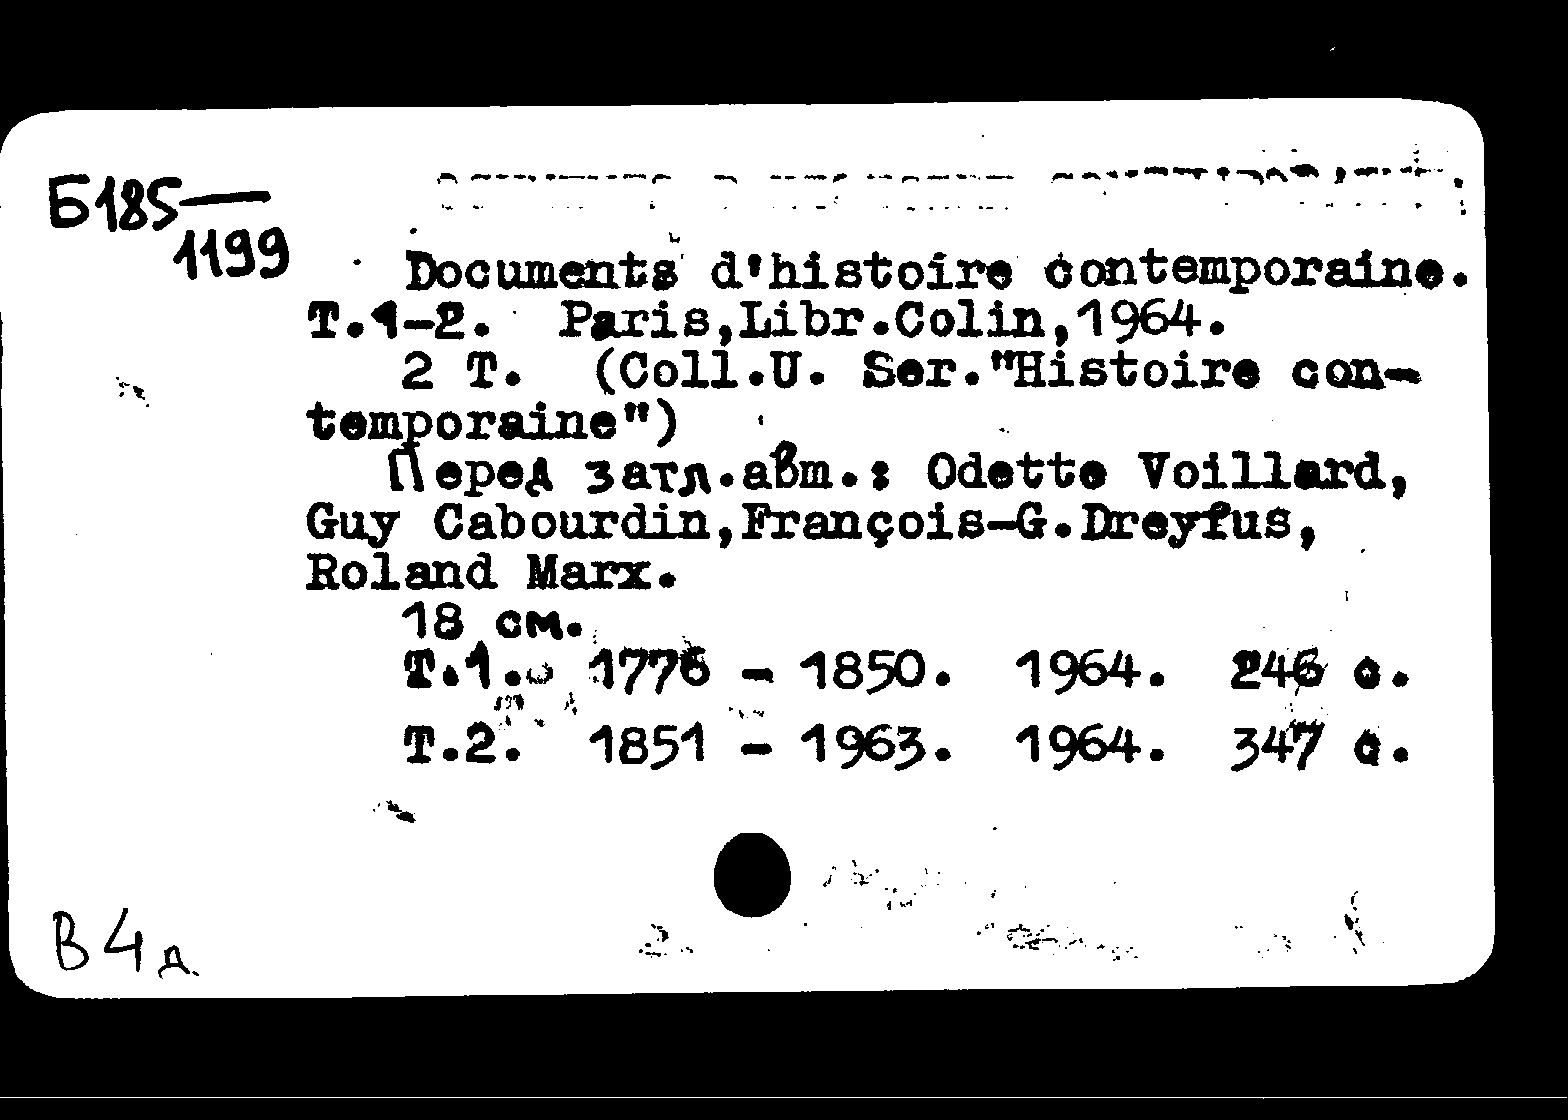 Б185—
1199
Documents d'histoire contemporaine.
T.1-2. Paris,Libr.Colin,1964.
2 T. (Coll.U. Ser."Histoire con-
temporaine")
Перед загл.авт.: Odette Voillard,
Guy Cabourdin,François-G.Dreyfus,
Roland Marx.
18 см.
T.1. 1776 - 1850. 1964. 246 с.
T.2. 1851 - 1963. 1964. 347 с.
В 4д.